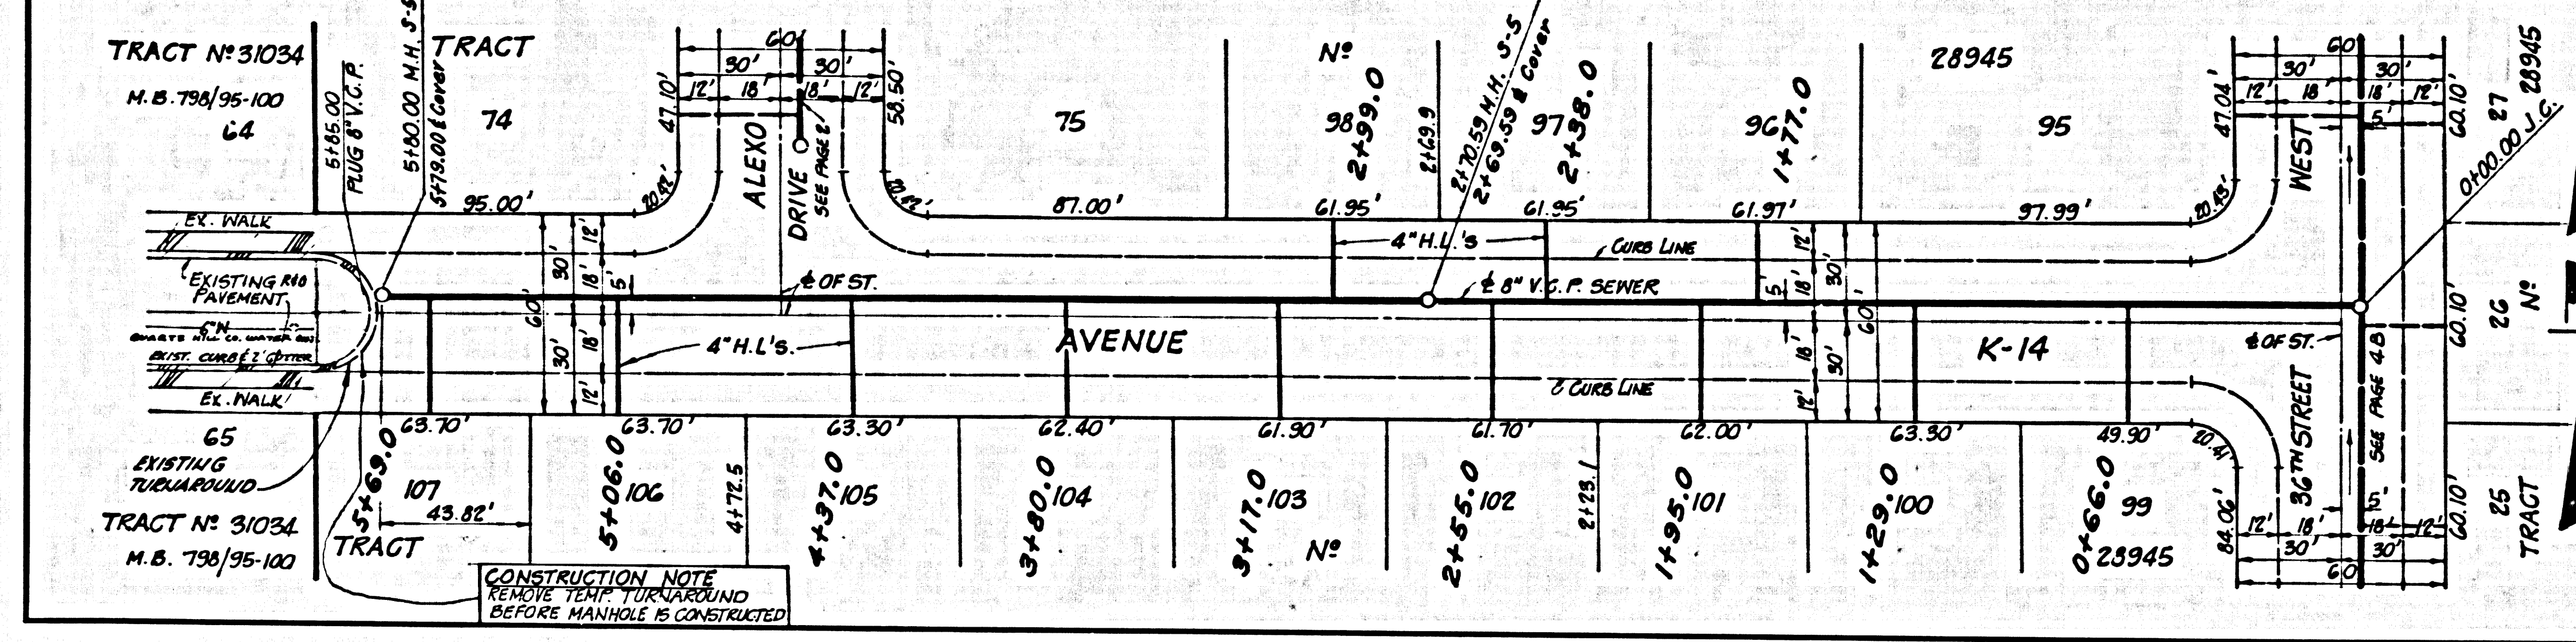 TRACT Nº 31034
M.B. 798/95-100
64
5+85.00
PLUG 8" V.C.P.
5+80.00 M.H. S-5
5+79.00 & Cover
TRACT
74
47.10'
60'
30' 30'
12' 18' 18' 12'
58.50'
ALEXO
DRIVE
SEE PAGE 2
75
Nº
98
2+99.0
2+69.9
2+70.59 M.H. S-5
2+69.59 & Cover
97
2+38.0
96
1+77.0
28945
95
47.04'
60'
30' 30'
12' 18' 18' 12'
5'
WEST
60.10'
27
28945
0+00.00 J.C.
95.00'
20.42'
87.00'
61.95'
61.95'
61.97'
97.99'
20.43'
EX. WALK
EXISTING R&O
PAVEMENT
6" W
QUARTZ HILL CO. WATER
EXIST. CURB & 2' GUTTER
EX. WALK
60'
30'
30'
12'
18'
5'
18'
12'
℄ OF ST.
4" H.L.'s
CURB LINE
℄ 8" V.C.P. SEWER
4" H.L's.
AVENUE
K-14
CURB LINE
12'
18'
5'
30'
60'
18'
30'
12'
℄ OF ST.
36TH STREET
SEE PAGE 4B
60.10'
26
Nº
65
EXISTING
TURNAROUND
TRACT Nº 31034
M.B. 798/95-100
63.70'
63.70'
63.30'
62.40'
61.90'
61.70'
62.00'
63.30'
49.90'
20.41'
5+69.0
107
43.82'
TRACT
5+06.0
106
4+72.5
4+37.0
105
3+80.0
104
3+17.0
103
Nº
2+55.0
102
2+23.1
1+95.0
101
1+29.0
100
0+66.0
99
28945
84.06'
5'
12' 18' 18' 12'
30' 30'
60'
60.10'
25
TRACT
CONSTRUCTION NOTE
REMOVE TEMP. TURNAROUND
BEFORE MANHOLE IS CONSTRUCTED